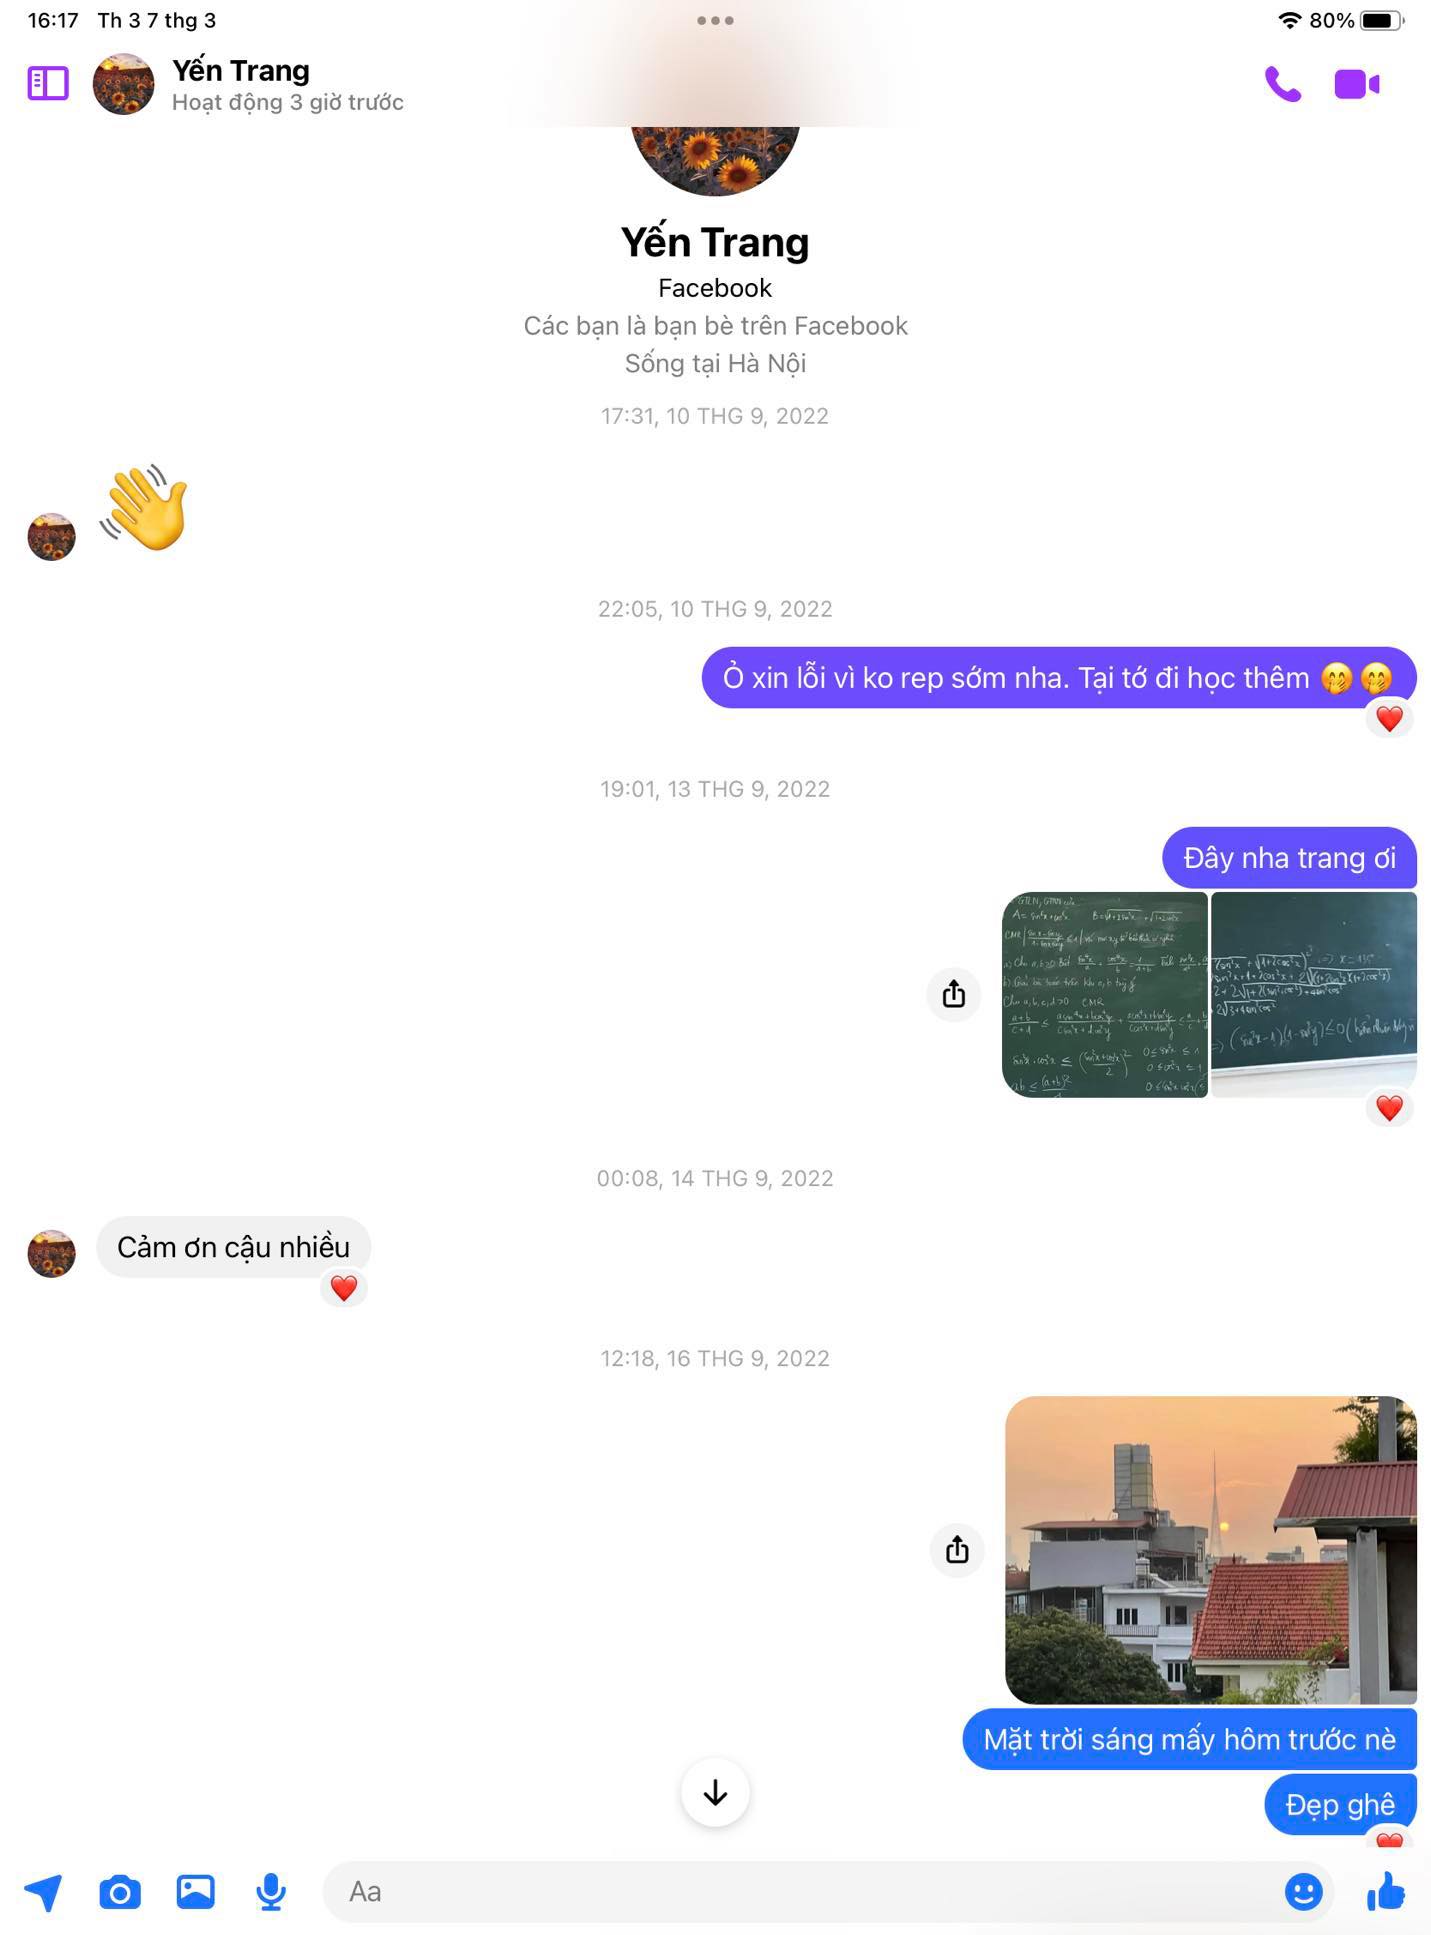 16:17 Th 3 7 thg 3
80%
Yến Trang
Hoạt động 3 giờ trước
Yến Trang
Facebook
Các bạn là bạn bè trên Facebook
Sống tại Hà Nội
17:31, 10 THG 9, 2022
22:05, 10 THG 9, 2022
Ỏ xin lỗi vì ko rep sớm nha. Tại tớ đi học thêm 🤭🤭
19:01, 13 THG 9, 2022
Đây nha trang ơi
00:08, 14 THG 9, 2022
Cảm ơn cậu nhiều
12:18, 16 THG 9, 2022
Mặt trời sáng mấy hôm trước nè
Đẹp ghê
Aa